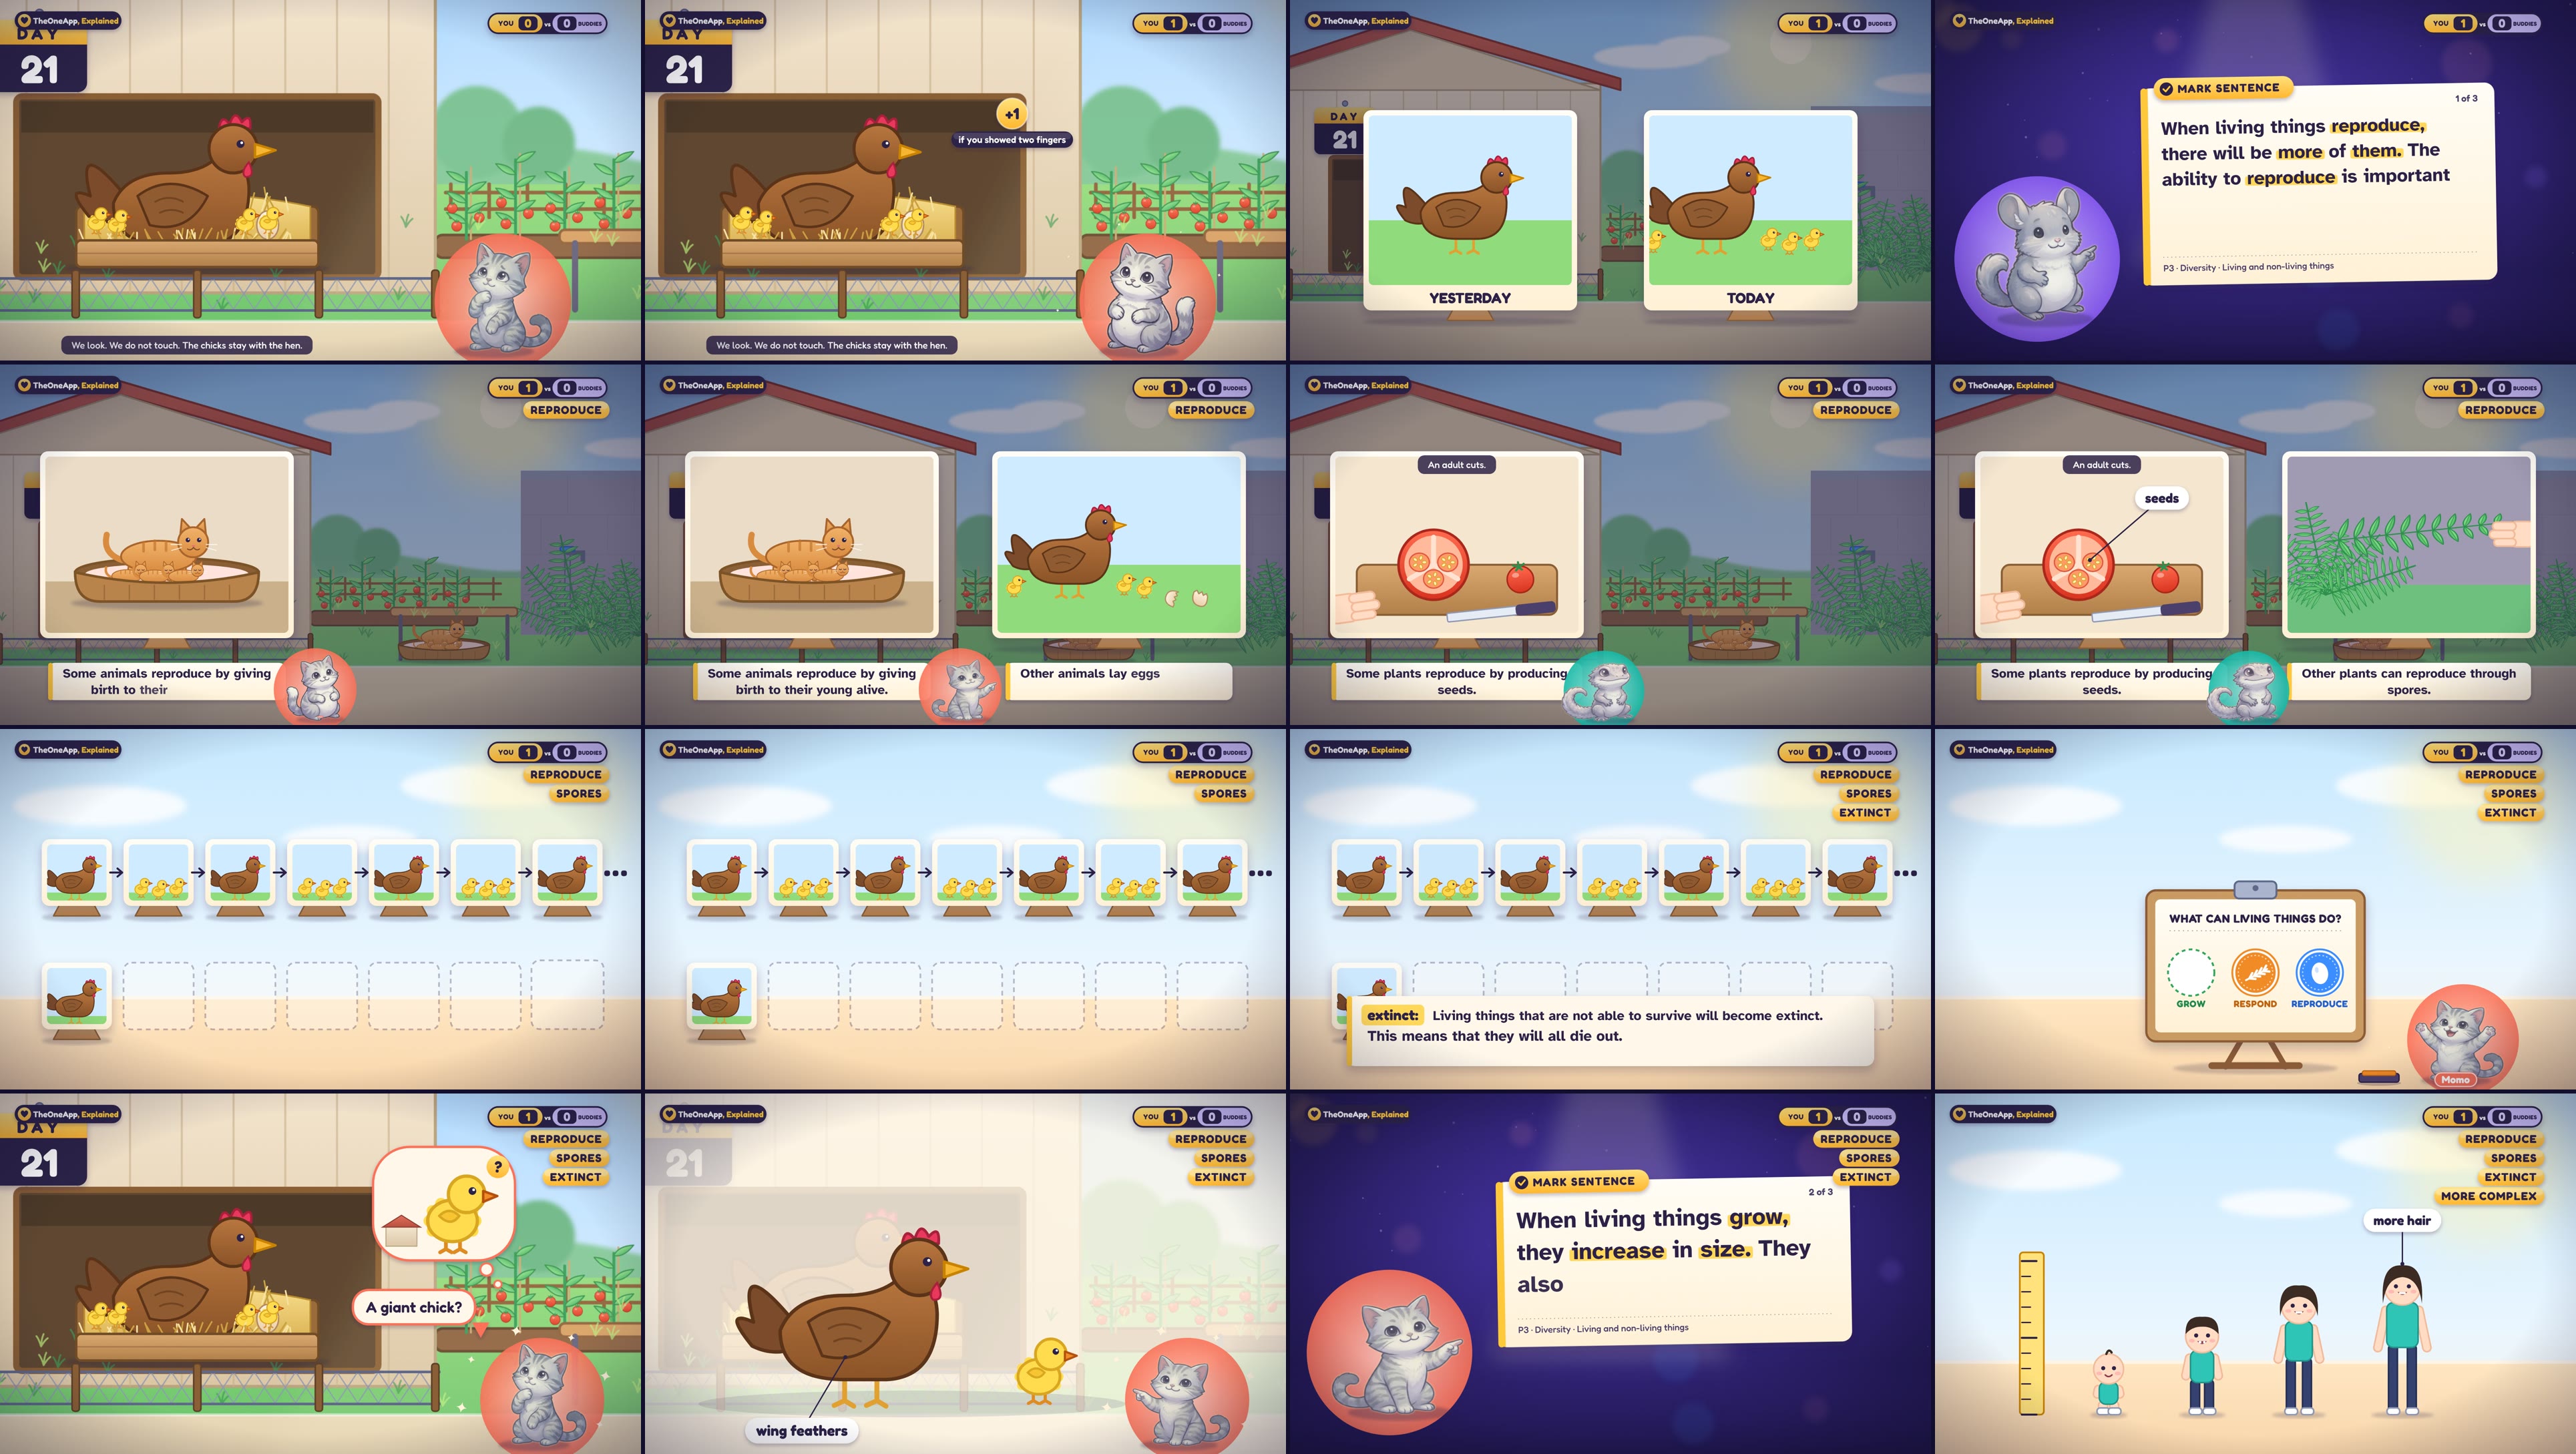 TheOneApp, Explained
YOU 0 vs 0 BUDDIES
DAY
21
We look. We do not touch. The chicks stay with the hen.
TheOneApp, Explained
YOU 1 vs 0 BUDDIES
DAY
21
+1
if you showed two fingers
We look. We do not touch. The chicks stay with the hen.
TheOneApp, Explained
YOU 1 vs 0 BUDDIES
DAY
21
YESTERDAY
TODAY
TheOneApp, Explained
YOU 1 vs 0 BUDDIES
MARK SENTENCE
1 of 3
When living things reproduce,
there will be more of them. The
ability to reproduce is important
P3 · Diversity · Living and non-living things
TheOneApp, Explained
YOU 1 vs 0 BUDDIES
REPRODUCE
Some animals reproduce by giving
birth to their
TheOneApp, Explained
YOU 1 vs 0 BUDDIES
REPRODUCE
Some animals reproduce by giving
birth to their young alive.
Other animals lay eggs
TheOneApp, Explained
YOU 1 vs 0 BUDDIES
REPRODUCE
An adult cuts.
Some plants reproduce by producing
seeds.
TheOneApp, Explained
YOU 1 vs 0 BUDDIES
REPRODUCE
An adult cuts.
seeds
Some plants reproduce by producing
seeds.
Other plants can reproduce through
spores.
TheOneApp, Explained
YOU 1 vs 0 BUDDIES
REPRODUCE
SPORES
TheOneApp, Explained
YOU 1 vs 0 BUDDIES
REPRODUCE
SPORES
TheOneApp, Explained
YOU 1 vs 0 BUDDIES
REPRODUCE
SPORES
EXTINCT
extinct: Living things that are not able to survive will become extinct.
This means that they will all die out.
TheOneApp, Explained
YOU 1 vs 0 BUDDIES
REPRODUCE
SPORES
EXTINCT
WHAT CAN LIVING THINGS DO?
GROW
RESPOND
REPRODUCE
Momo
TheOneApp, Explained
YOU 1 vs 0 BUDDIES
REPRODUCE
SPORES
EXTINCT
DAY
21
?
A giant chick?
TheOneApp, Explained
YOU 1 vs 0 BUDDIES
REPRODUCE
SPORES
EXTINCT
DAY
21
wing feathers
TheOneApp, Explained
YOU 1 vs 0 BUDDIES
REPRODUCE
SPORES
EXTINCT
MARK SENTENCE
2 of 3
When living things grow,
they increase in size. They
also
P3 · Diversity · Living and non-living things
TheOneApp, Explained
YOU 1 vs 0 BUDDIES
REPRODUCE
SPORES
EXTINCT
MORE COMPLEX
more hair